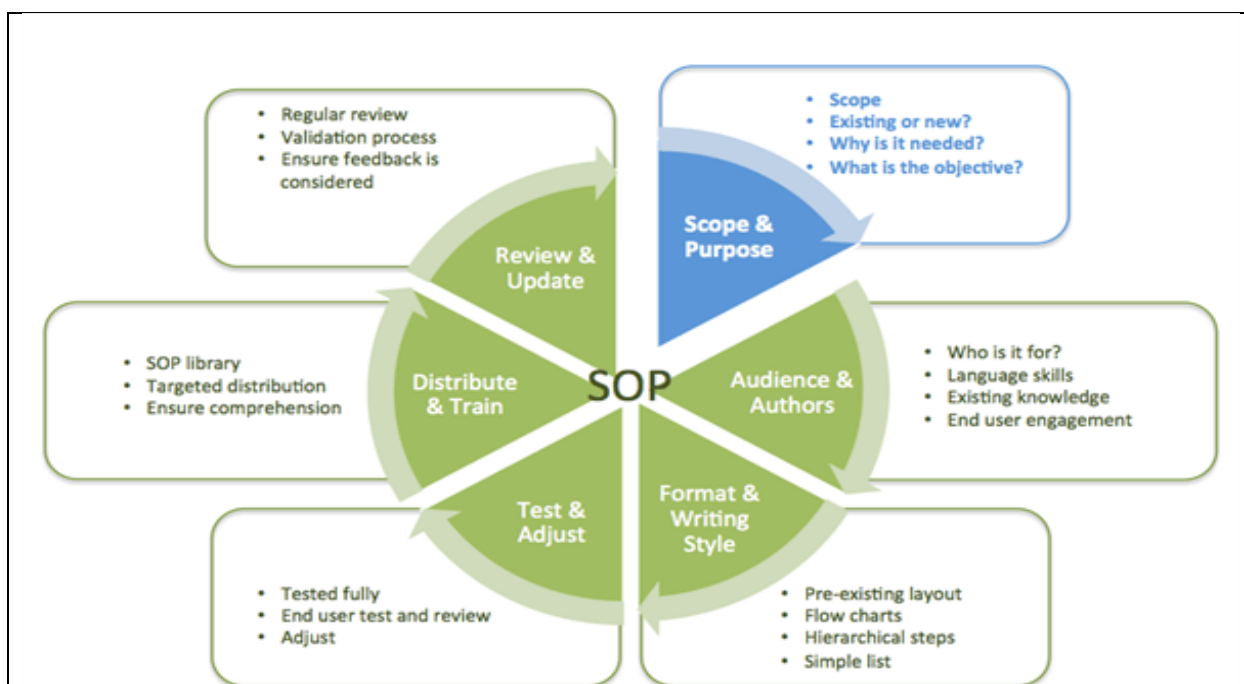 • Scope
• Existing or new?
• Why is it needed?
• What is the objective?
Scope &
Purpose
• Who is it for?
• Language skills
• Existing knowledge
• End user engagement
Audience &
Authors
• Pre-existing layout
• Flow charts
• Hierarchical steps
• Simple list
Format &
Writing
Style
• Tested fully
• End user test and review
• Adjust
Test &
Adjust
• SOP library
• Targeted distribution
• Ensure comprehension
Distribute
& Train
• Regular review
• Validation process
• Ensure feedback is
considered
Review &
Update
SOP